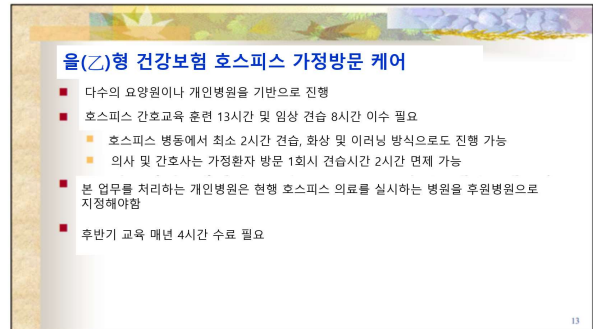 을(乙)형 건강보험 호스피스 가정방문 케어
다수의 요양원이나 개인병원을 기반으로 진행
호스피스 간호교육 훈련 13시간 및 임상 견습 8시간 이수 필요
호스피스 병동에서 최소 2시간 견습, 화상 및 이러닝 방식으로도 진행 가능
의사 및 간호사는 가정환자 방문 1회시 견습시간 2시간 면제 가능
본 업무를 처리하는 개인병원은 현행 호스피스 의료를 실시하는 병원을 후원병원으로
지정해야함
후반기 교육 매년 4시간 수료 필요
13